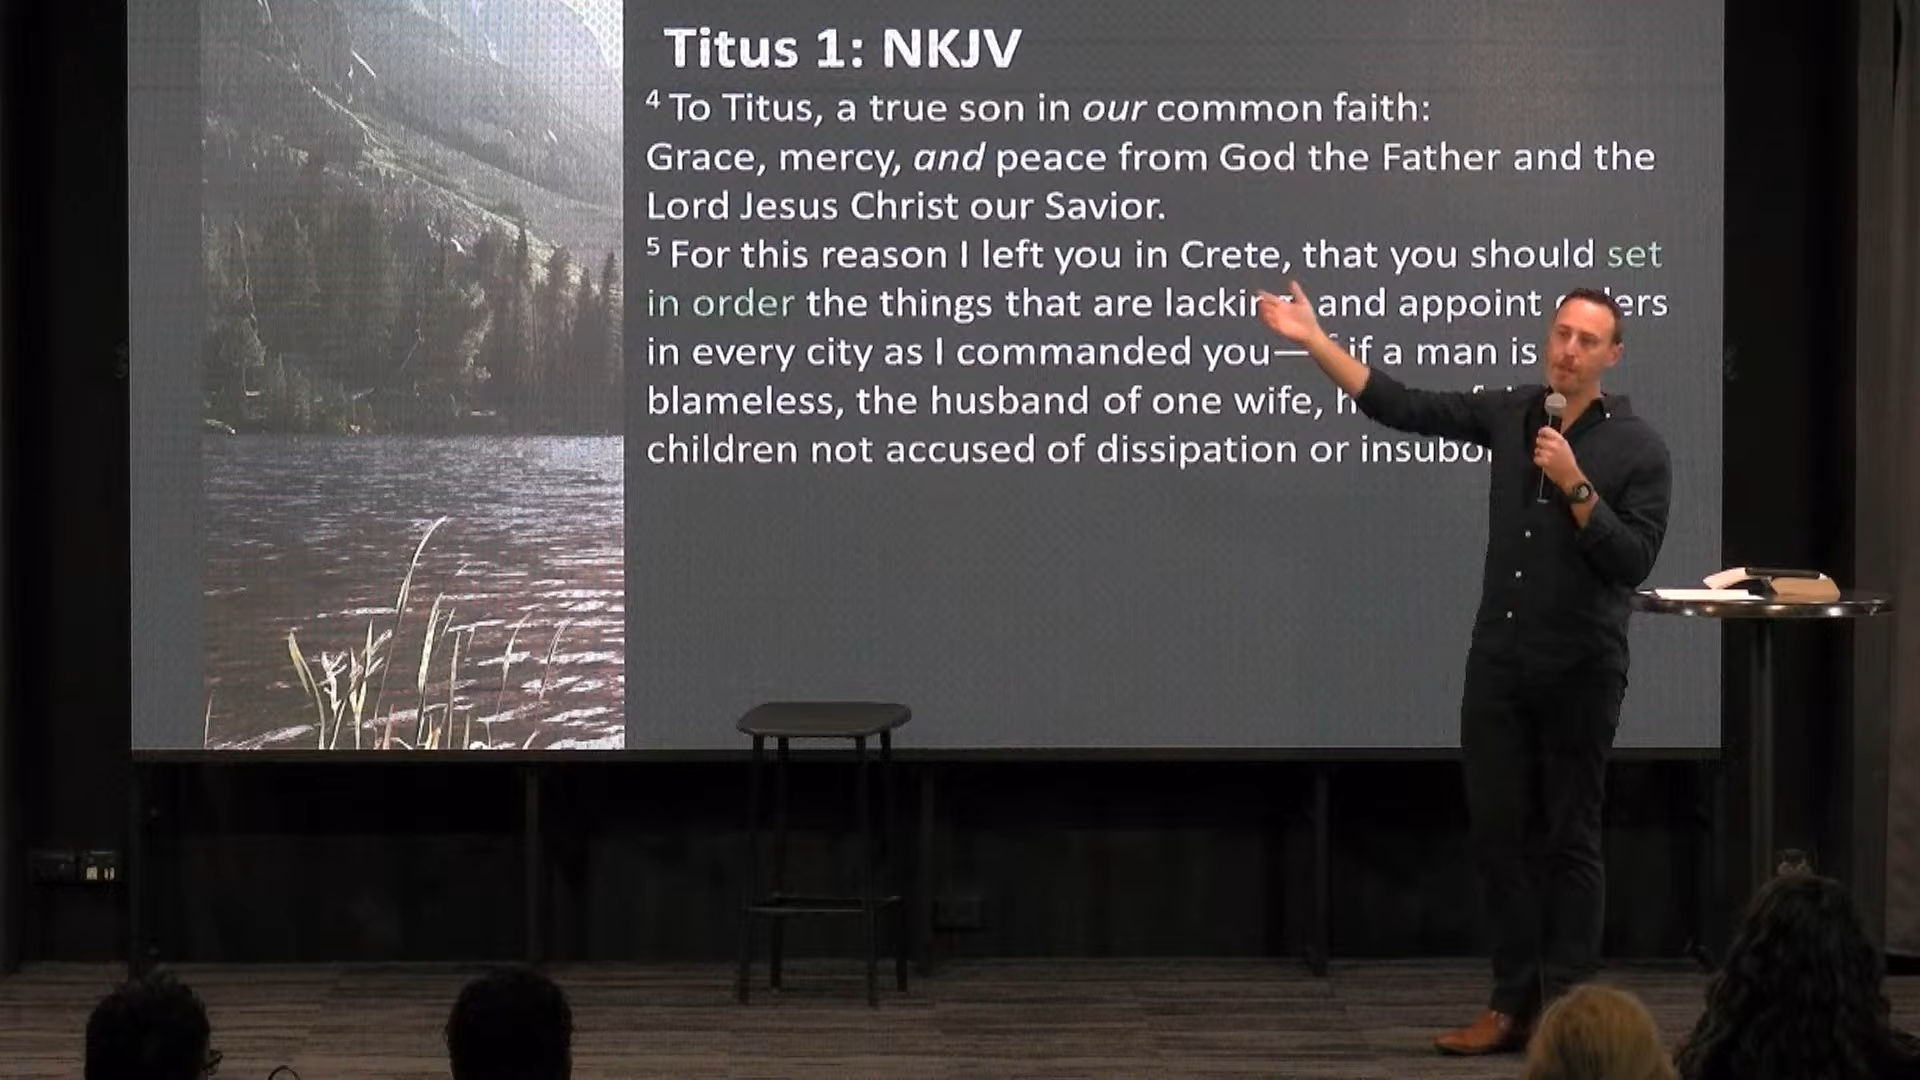 Titus 1: NKJV
4 To Titus, a true son in our common faith:
Grace, mercy, and peace from God the Father and the
Lord Jesus Christ our Savior.
5 For this reason I left you in Crete, that you should set
in order the things that are lacking and appoint
in every city as I commanded you— if a man is
blameless, the husband of one wife,
children not accused of dissipation or